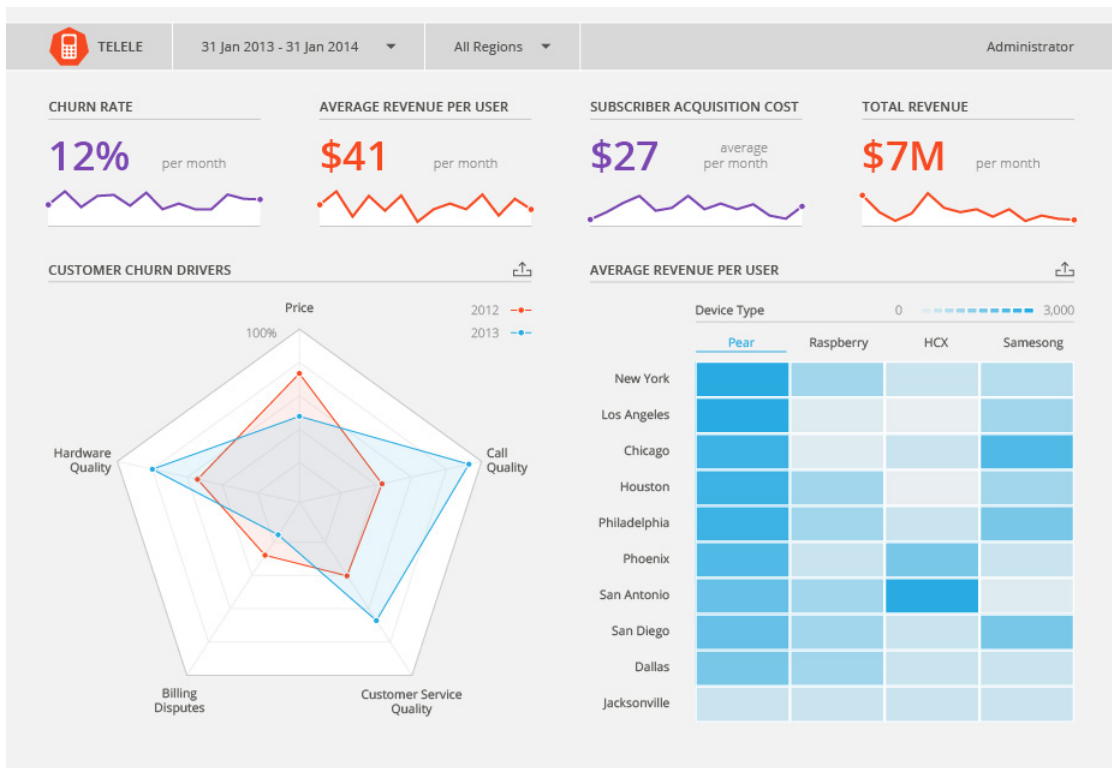 TELELE
31 Jan 2013 - 31 Jan 2014
All Regions
Administrator
CHURN RATE
12%
per month
AVERAGE REVENUE PER USER
$41
per month
SUBSCRIBER ACQUISITION COST
$27
average
per month
TOTAL REVENUE
$7M
per month
CUSTOMER CHURN DRIVERS
Price
100%
2012
2013
Hardware
Quality
Call
Quality
Billing
Disputes
Customer Service
Quality
AVERAGE REVENUE PER USER
Device Type
0
3,000
Pear
Raspberry
HCX
Samesong
New York
Los Angeles
Chicago
Houston
Philadelphia
Phoenix
San Antonio
San Diego
Dallas
Jacksonville